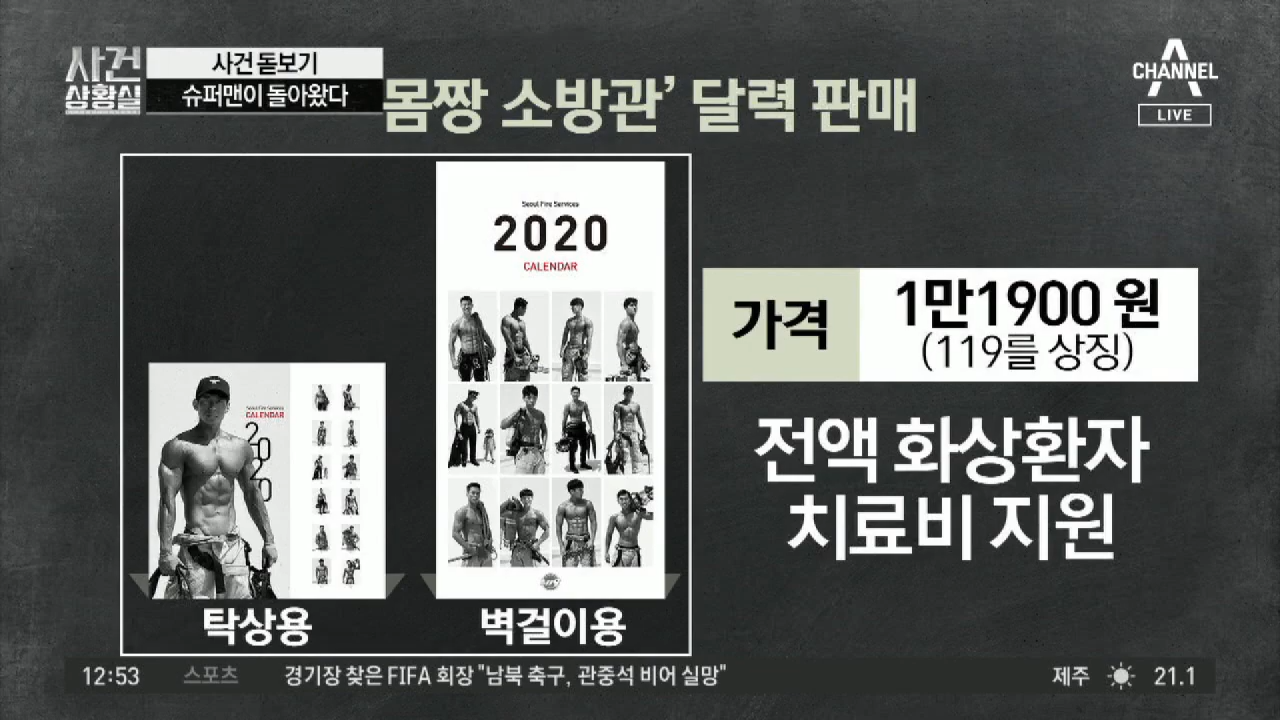 사건
상황실
사건 돋보기
슈퍼맨이 돌아왔다
몸짱 소방관’ 달력 판매
CHANNEL A
LIVE
Seoul Fire Services
2020
CALENDAR
Seoul Fire Services
CALENDAR
2020
가격
1만1900 원
(119를 상징)
전액 화상환자
치료비 지원
탁상용
벽걸이용
12:53 스포츠 경기장 찾은 FIFA 회장 "남북 축구, 관중석 비어 실망" 제주 21.1